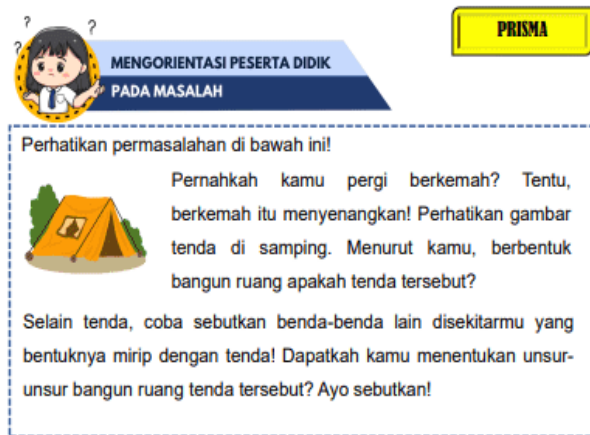 PRISMA
? ?
?
MENGORIENTASI PESERTA DIDIK
PADA MASALAH
Perhatikan permasalahan di bawah ini!
Pernahkah kamu pergi berkemah? Tentu,
berkemah itu menyenangkan! Perhatikan gambar
tenda di samping. Menurut kamu, berbentuk
bangun ruang apakah tenda tersebut?
Selain tenda, coba sebutkan benda-benda lain disekitarmu yang
bentuknya mirip dengan tenda! Dapatkah kamu menentukan unsur-
unsur bangun ruang tenda tersebut? Ayo sebutkan!